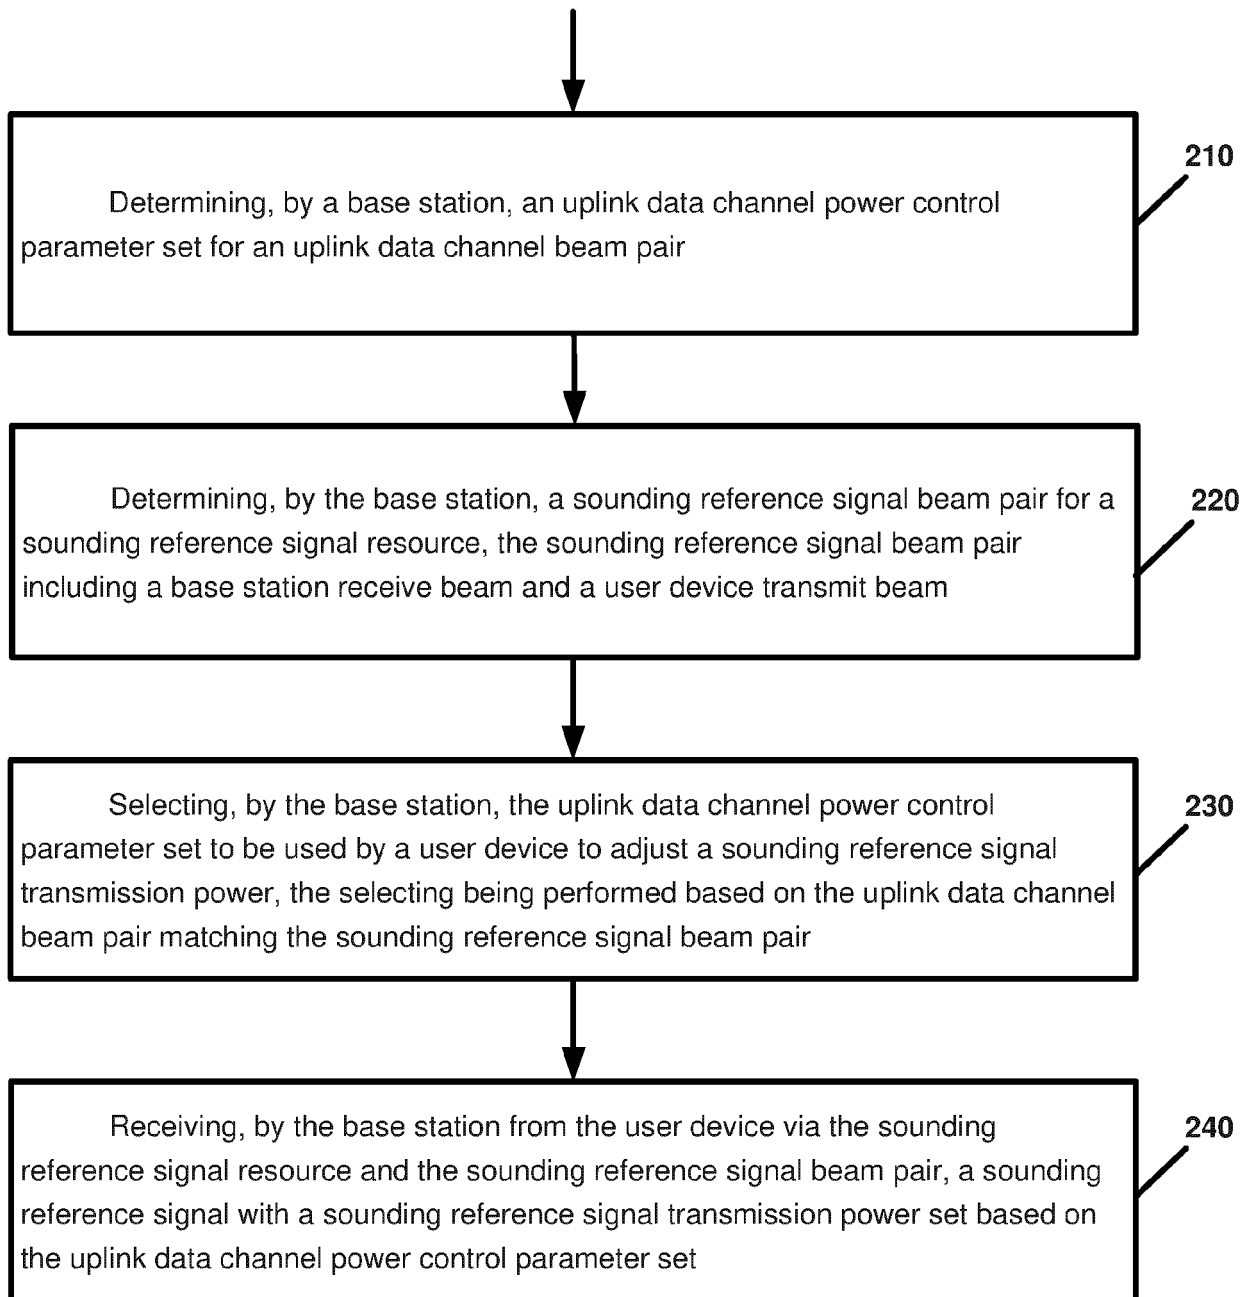 210
Determining, by a base station, an uplink data channel power control
parameter set for an uplink data channel beam pair
220
Determining, by the base station, a sounding reference signal beam pair for a
sounding reference signal resource, the sounding reference signal beam pair
including a base station receive beam and a user device transmit beam
230
Selecting, by the base station, the uplink data channel power control
parameter set to be used by a user device to adjust a sounding reference signal
transmission power, the selecting being performed based on the uplink data channel
beam pair matching the sounding reference signal beam pair
240
Receiving, by the base station from the user device via the sounding
reference signal resource and the sounding reference signal beam pair, a sounding
reference signal with a sounding reference signal transmission power set based on
the uplink data channel power control parameter set